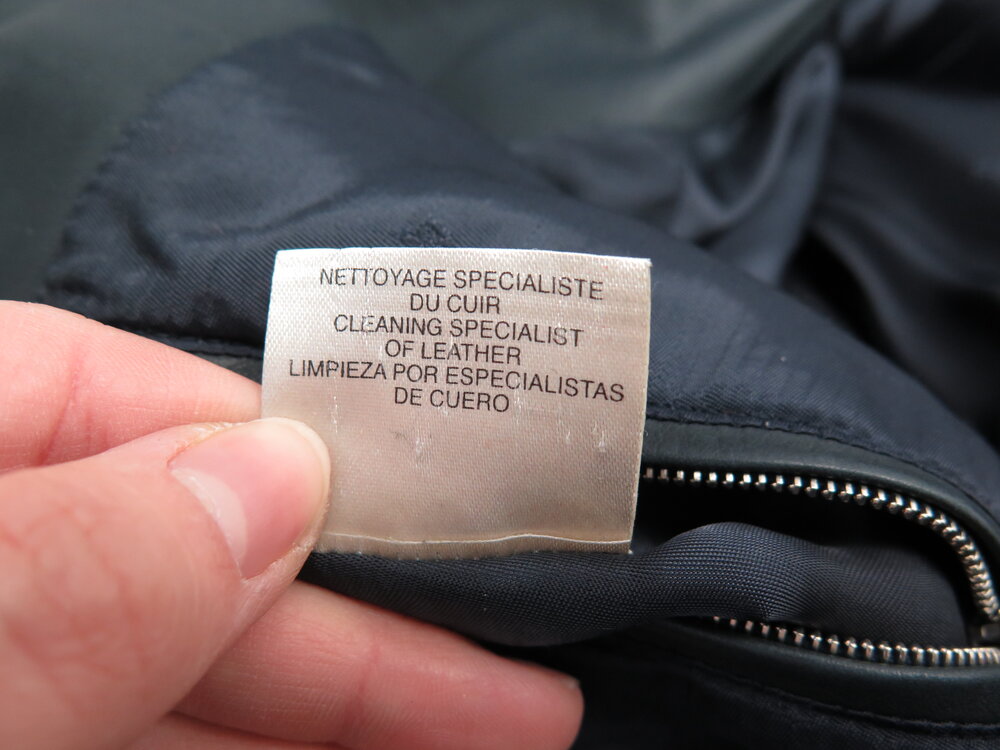 NETTOYAGE SPECIALISTE
DU CUIR
CLEANING SPECIALIST
OF LEATHER
LIMPIEZA POR ESPECIALISTAS
DE CUERO